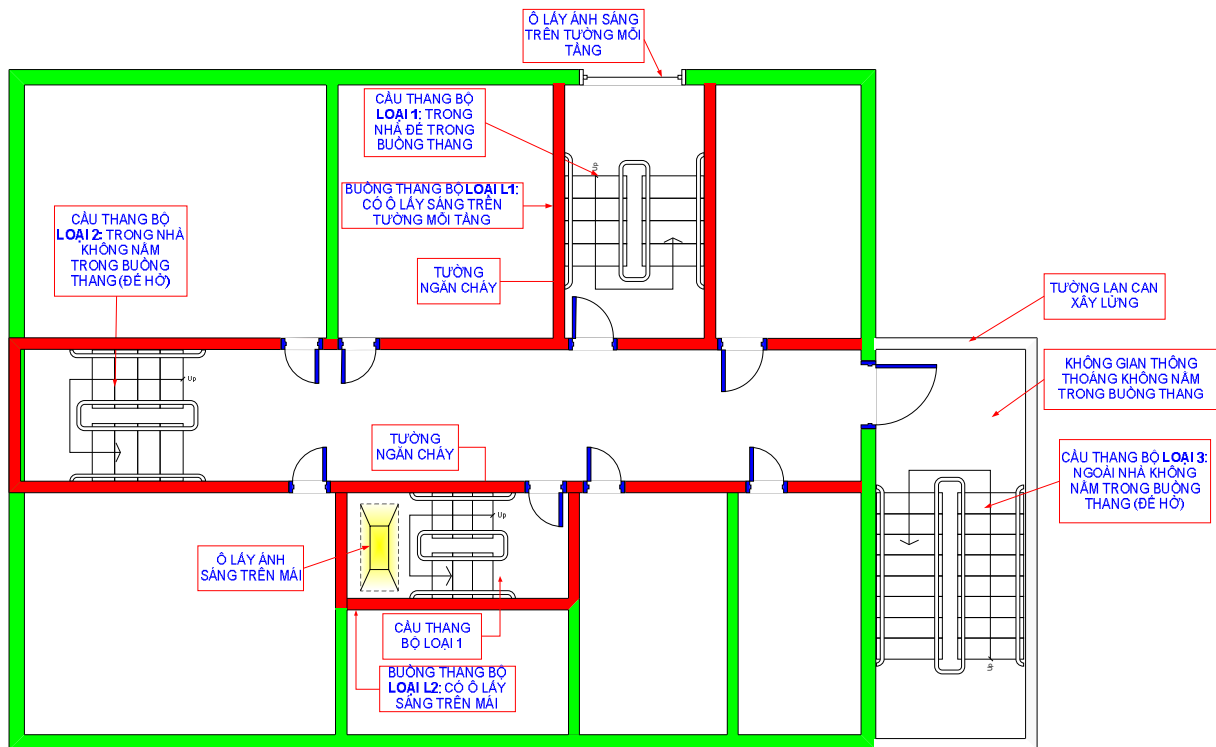 Ô LẤY ÁNH SÁNG
TRÊN TƯỜNG MỖI
TẦNG
CẦU THANG BỘ
LOẠI 1: TRONG
NHÀ ĐỂ TRONG
BUỒNG THANG
Up
BUỒNG THANG BỘ LOẠI L1:
CÓ Ô LẤY SÁNG TRÊN
TƯỜNG MỖI TẦNG
CẦU THANG BỘ
LOẠI 2: TRONG NHÀ
KHÔNG NẰM
TRONG BUỒNG
THANG (ĐỂ HỞ)
TƯỜNG
NGĂN CHÁY
TƯỜNG LAN CAN
XÂY LỬNG
KHÔNG GIAN THÔNG
THOÁNG KHÔNG NẰM
TRONG BUỒNG THANG
Up
TƯỜNG
NGĂN CHÁY
CẦU THANG BỘ LOẠI 3:
NGOÀI NHÀ KHÔNG
NẰM TRONG BUỒNG
THANG (ĐỂ HỞ)
Up
Ô LẤY ÁNH
SÁNG TRÊN MÁI
CẦU THANG
BỘ LOẠI 1
Up
BUỒNG THANG BỘ
LOẠI L2: CÓ Ô LẤY
SÁNG TRÊN MÁI